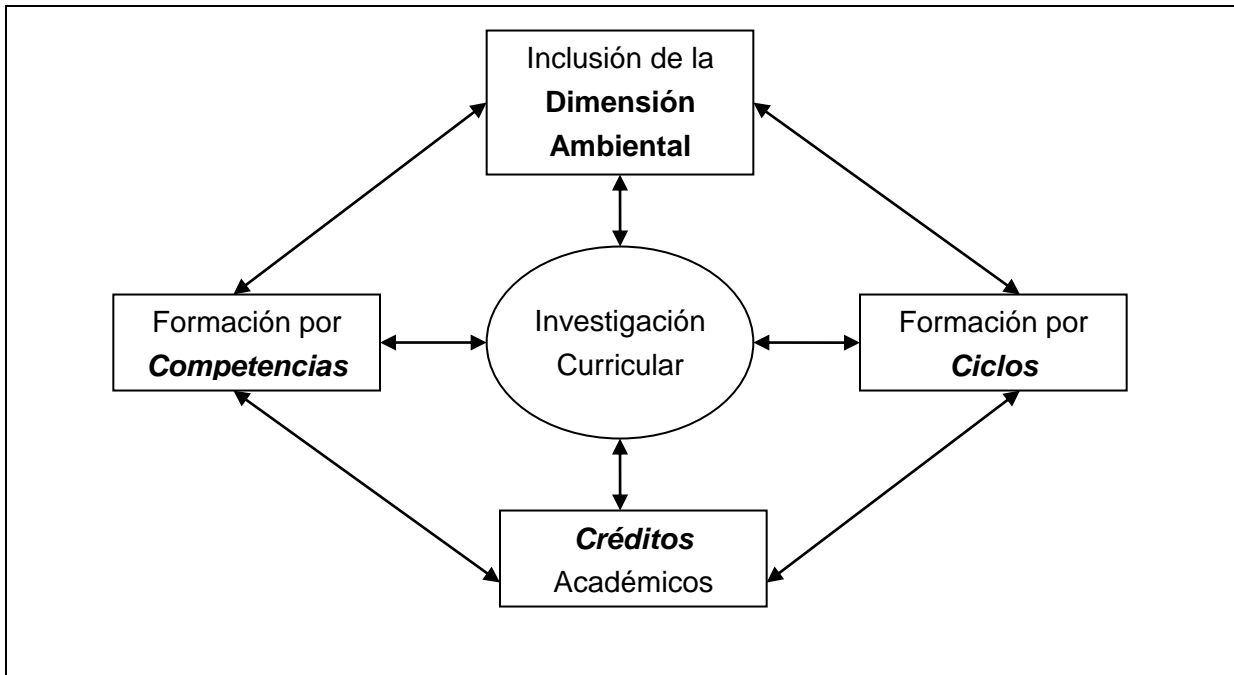 Inclusión de la
Dimensión
Ambiental
Formación por
Competencias
Investigación
Curricular
Formación por
Ciclos
Créditos
Académicos